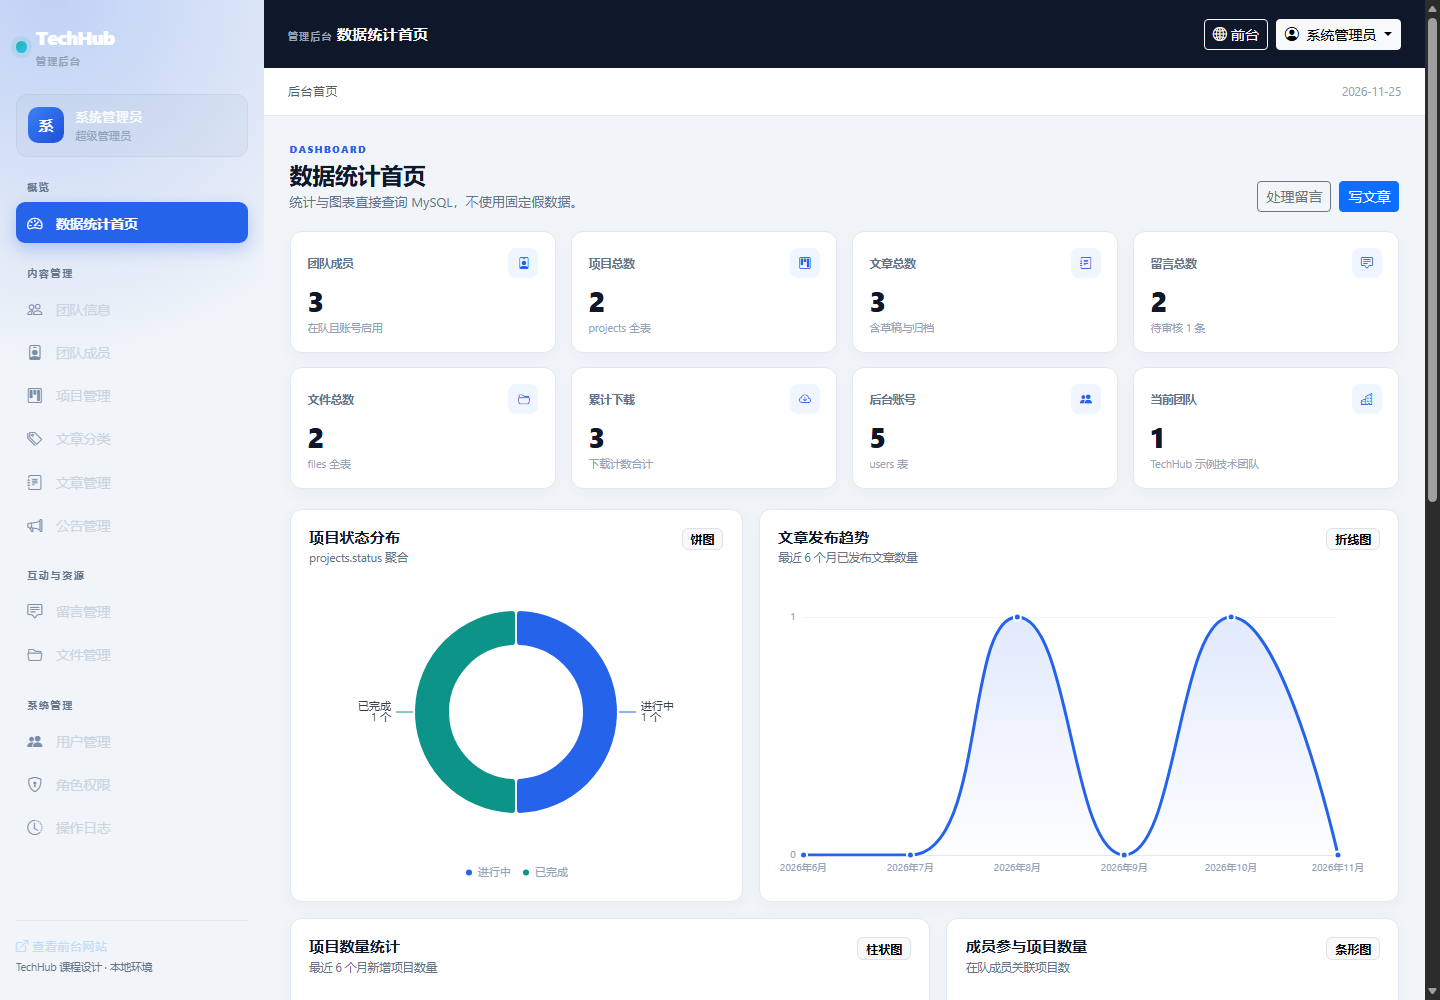 TechHub
管理后台
系
系统管理员
超级管理员
概览
数据统计首页
内容管理
团队信息
团队成员
项目管理
文章分类
文章管理
公告管理
互动与资源
留言管理
文件管理
系统管理
用户管理
角色权限
操作日志
查看前台网站
TechHub 课程设计 · 本地环境
管理后台 数据统计首页
前台
系统管理员
后台首页
2026-11-25
DASHBOARD
数据统计首页
统计与图表直接查询 MySQL，不使用固定假数据。
处理留言
写文章
团队成员
3
在队且账号启用
项目总数
2
projects 全表
文章总数
3
含草稿与归档
留言总数
2
待审核 1 条
文件总数
2
files 全表
累计下载
3
下载计数合计
后台账号
5
users 表
当前团队
1
TechHub 示例技术团队
项目状态分布
projects.status 聚合
饼图
已完成
1 个
进行中
1 个
进行中
已完成
文章发布趋势
最近 6 个月已发布文章数量
折线图
1
0
2026年6月
2026年7月
2026年8月
2026年9月
2026年10月
2026年11月
项目数量统计
最近 6 个月新增项目数量
柱状图
成员参与项目数量
在队成员关联项目数
条形图